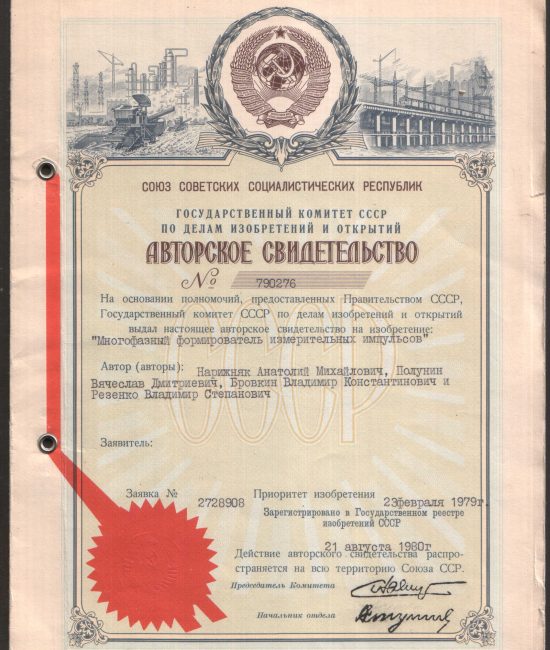 СОЮЗ СОВЕТСКИХ СОЦИАЛИСТИЧЕСКИХ РЕСПУБЛИК
ГОСУДАРСТВЕННЫЙ КОМИТЕТ СССР
ПО ДЕЛАМ ИЗОБРЕТЕНИЙ И ОТКРЫТИЙ
АВТОРСКОЕ СВИДЕТЕЛЬСТВО
№ 790276
На основании полномочий, предоставленных Правительством СССР,
Государственный комитет СССР по делам изобретений и открытий
выдал настоящее авторское свидетельство на изобретение:
"Многофазный формирователь измерительных импульсов"
Автор (авторы): Нарижняк Анатолий Михайлович, Полунин
Вячеслав Дмитриевич, Бровкин Владимир Константинович и
Резенко Владимир Степанович
СССР
Заявитель:
Заявка № 2728908 Приоритет изобретения 23февраля 1979г.
Зарегистрировано в Государственном реестре
изобретений СССР
21 августа 1980г
Действие авторского свидетельства распро-
страняется на всю территорию Союза ССР.
Председатель Комитета
Начальник отдела